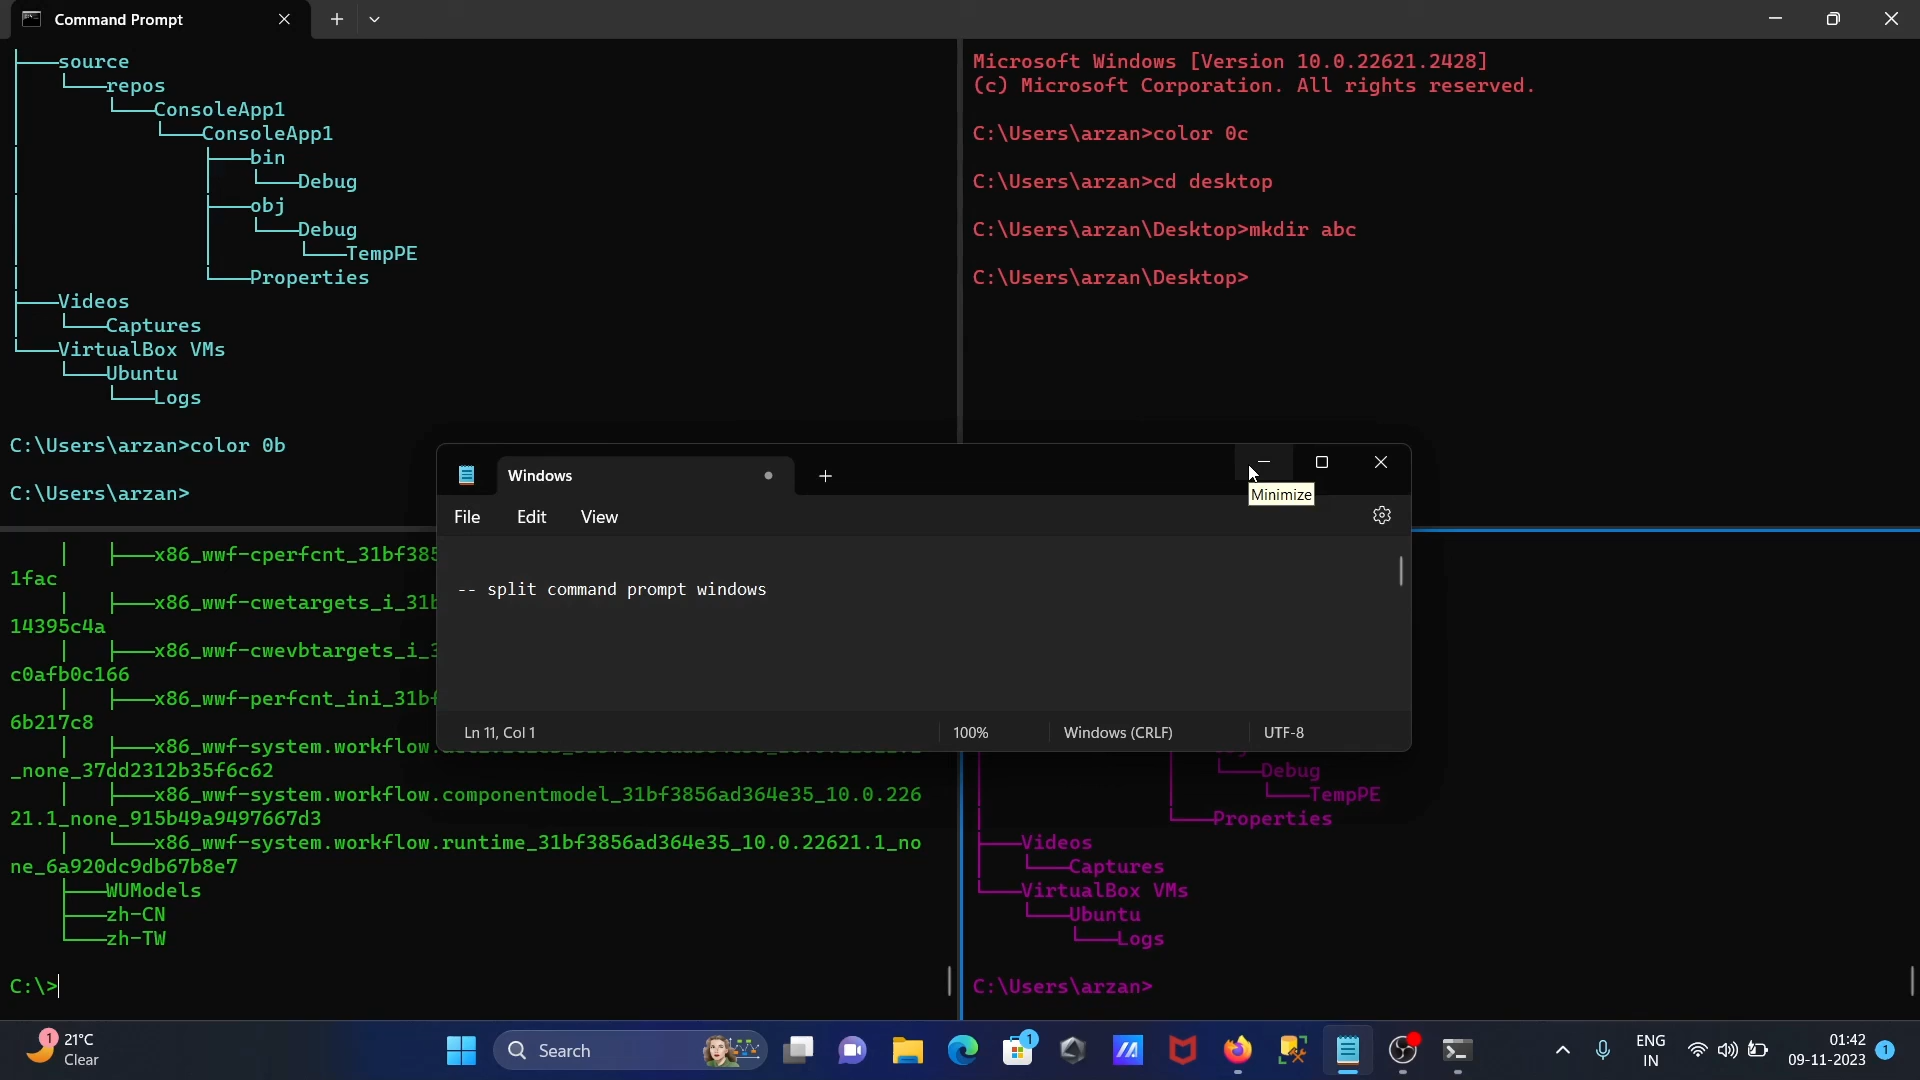 Command Prompt
source
repos
ConsoleApp1
ConsoleApp1
bin
Debug
obj
Debug
TempPE
Properties
Videos
Captures
VirtualBox VMs
Ubuntu
Logs
C:\Users\arzan>color 0b
C:\Users\arzan>
Microsoft Windows [Version 10.0.22621.2428]
(c) Microsoft Corporation. All rights reserved.
C:\Users\arzan>color 0c
C:\Users\arzan>cd desktop
C:\Users\arzan\Desktop>mkdir abc
C:\Users\arzan\Desktop>
Windows
Minimize
File Edit View
-- split command prompt windows
Ln 11, Col 1 100% Windows (CRLF) UTF-8
x86_wwf-cperfcnt_31bf385
1fac
x86_wwf-cwetargets_i_31b
14395c4a
x86_wwf-cwevbtargets_i_3
c0afb0c166
x86_wwf-perfcnt_ini_31bf
6b217c8
x86_wwf-system.workflow.
_none_37dd2312b35f6c62
x86_wwf-system.workflow.componentmodel_31bf3856ad364e35_10.0.226
21.1_none_915b49a9497667d3
x86_wwf-system.workflow.runtime_31bf3856ad364e35_10.0.22621.1_no
ne_6a920dc9db67b8e7
WUModels
zh-CN
zh-TW
C:\>
Debug
TempPE
Properties
Videos
Captures
VirtualBox VMs
Ubuntu
Logs
C:\Users\arzan>
1
21°C
Clear
Search
1
ENG
IN
01:42
09-11-2023
1